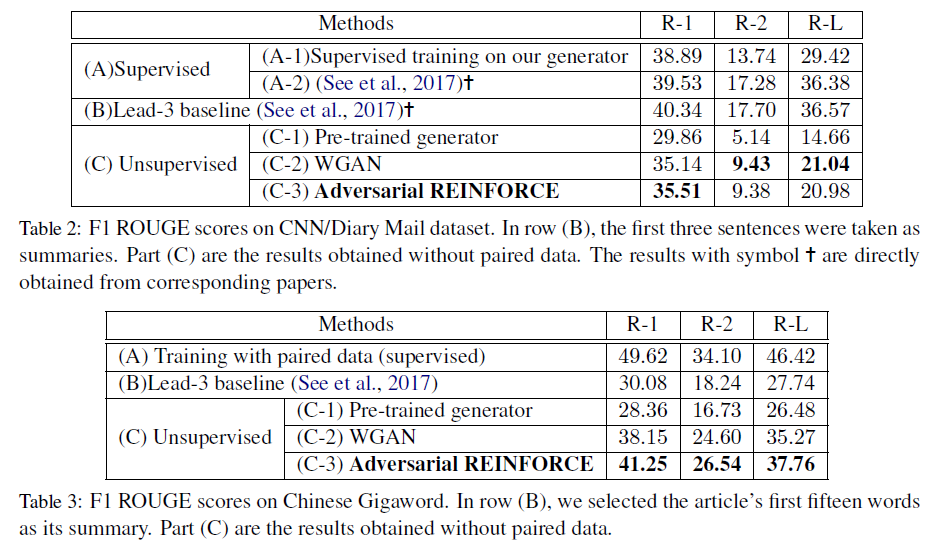 Methods R-1 R-2 R-L
(A)Supervised (A-1)Supervised training on our generator 38.89 13.74 29.42
(A-2) (See et al., 2017)✝ 39.53 17.28 36.38
(B)Lead-3 baseline (See et al., 2017)✝ 40.34 17.70 36.57
(C) Unsupervised (C-1) Pre-trained generator 29.86 5.14 14.66
(C-2) WGAN 35.14 9.43 21.04
(C-3) Adversarial REINFORCE 35.51 9.38 20.98
Table 2: F1 ROUGE scores on CNN/Diary Mail dataset. In row (B), the first three sentences were taken as
summaries. Part (C) are the results obtained without paired data. The results with symbol ✝ are directly
obtained from corresponding papers.
Methods R-1 R-2 R-L
(A) Training with paired data (supervised) 49.62 34.10 46.42
(B)Lead-3 baseline (See et al., 2017) 30.08 18.24 27.74
(C) Unsupervised (C-1) Pre-trained generator 28.36 16.73 26.48
(C-2) WGAN 38.15 24.60 35.27
(C-3) Adversarial REINFORCE 41.25 26.54 37.76
Table 3: F1 ROUGE scores on Chinese Gigaword. In row (B), we selected the article's first fifteen words
as its summary. Part (C) are the results obtained without paired data.